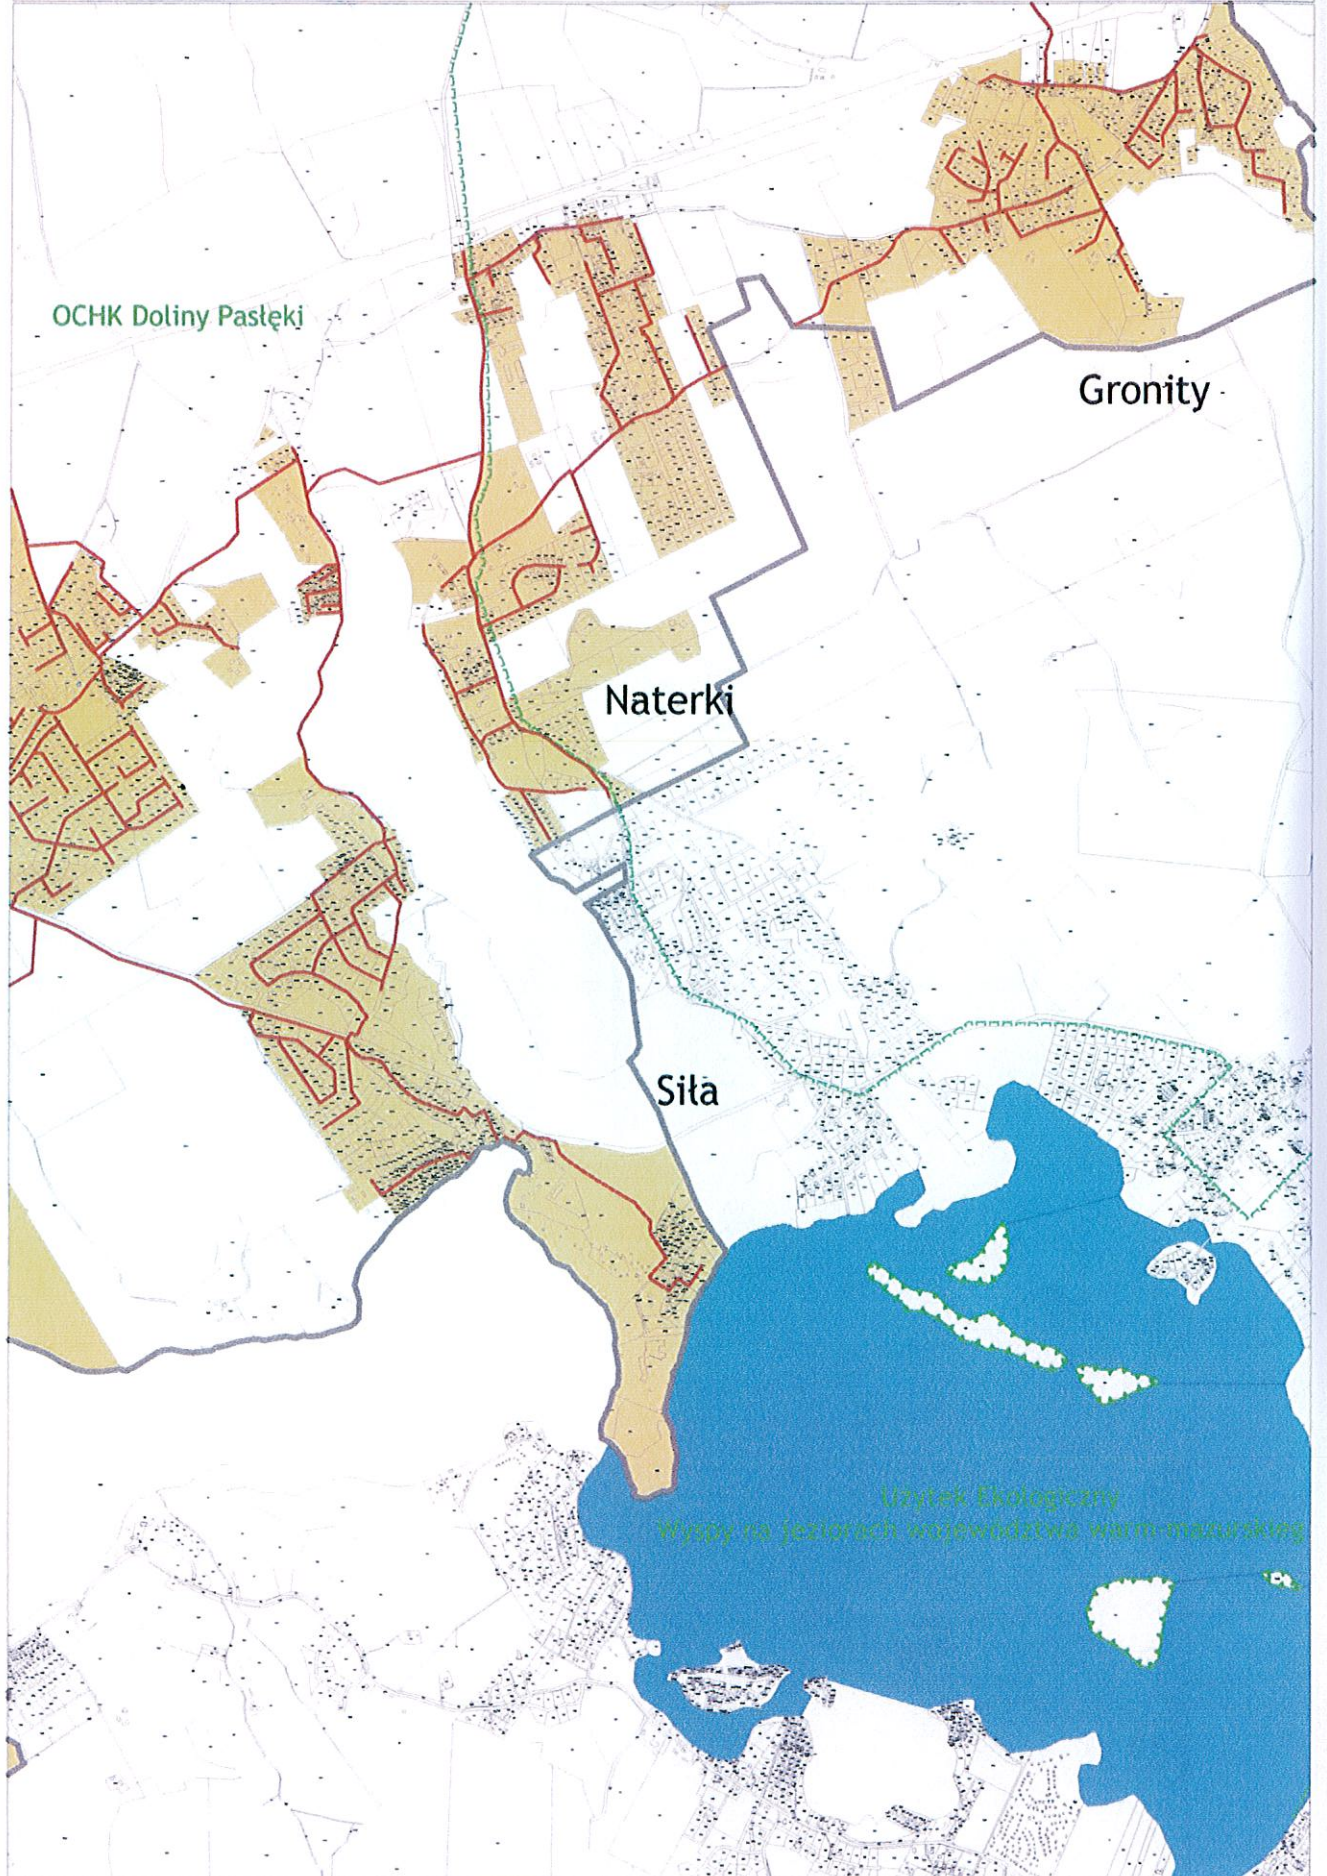 OCHK Doliny Pasłęki
Gronity
Naterki
Siła
Użytek Ekologiczny
Wyspy na jeziorach województwa warm-mazurskieg